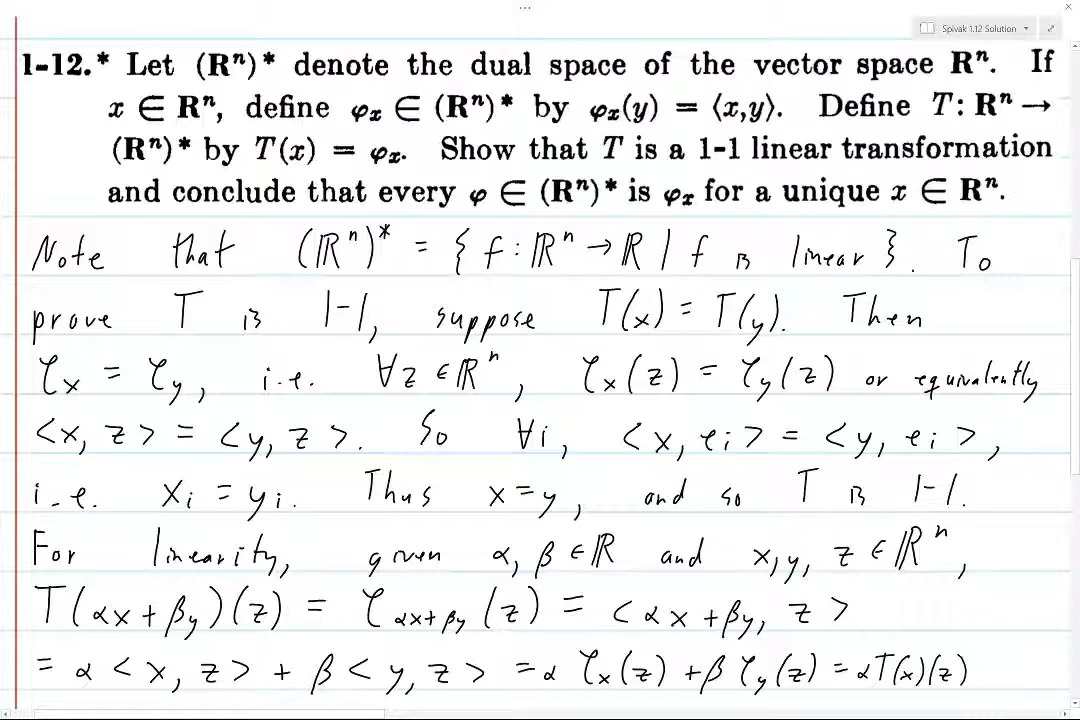 Spivak 1.12 Solution
1-12.* Let (Rⁿ)* denote the dual space of the vector space Rⁿ. If
x ∈ Rⁿ, define φₓ ∈ (Rⁿ)* by φₓ(y) = ⟨x,y⟩. Define T: Rⁿ →
(Rⁿ)* by T(x) = φₓ. Show that T is a 1-1 linear transformation
and conclude that every φ ∈ (Rⁿ)* is φₓ for a unique x ∈ Rⁿ.
Note that (ℝⁿ)* = { f : ℝⁿ → ℝ | f is linear }. To
prove T is 1-1, suppose T(x) = T(y). Then
φₓ = φ_y, i.e. ∀z ∈ ℝⁿ, φₓ(z) = φ_y(z) or equivalently
<x, z> = <y, z>. So ∀i, <x, eᵢ> = <y, eᵢ>,
i.e. xᵢ = yᵢ. Thus x = y, and so T is 1-1.
For linearity, given α, β ∈ ℝ and x, y, z ∈ ℝⁿ,
T(αx + βy)(z) = φ_{αx+βy}(z) = <αx + βy, z>
= α<x, z> + β<y, z> = α φₓ(z) + β φ_y(z) = αT(x)(z)